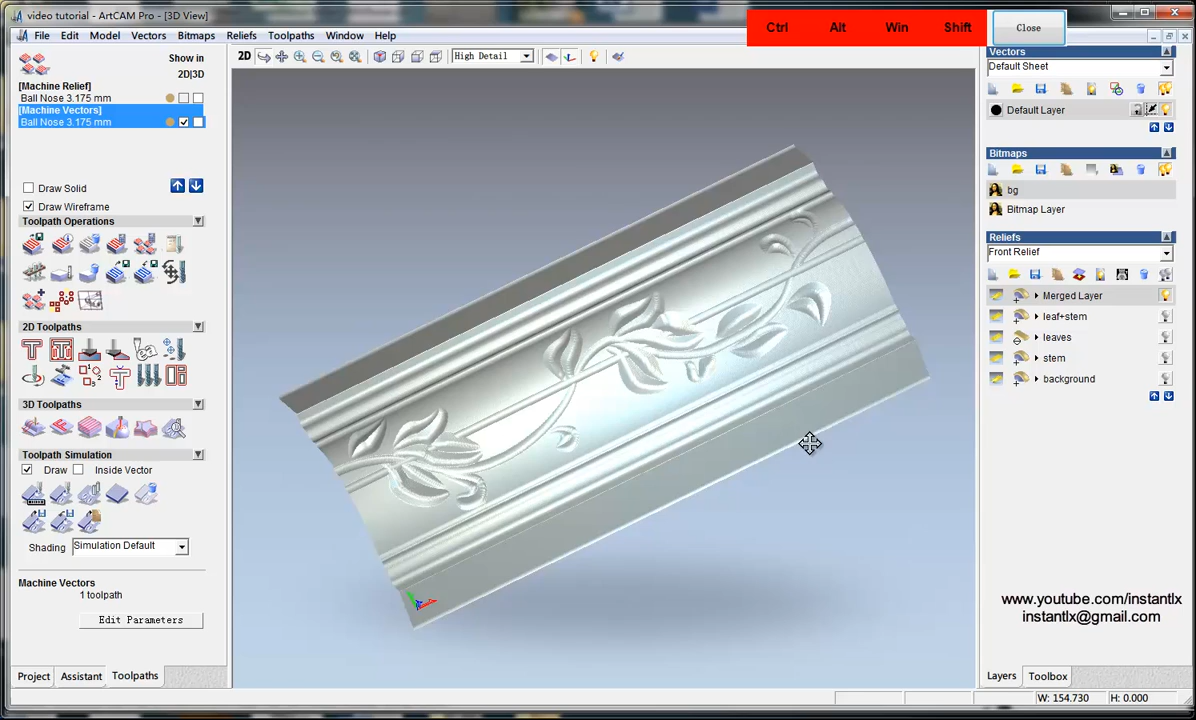 video tutorial - ArtCAM Pro - [3D View]
Ctrl Alt Win Shift Close
File Edit Model Vectors Bitmaps Reliefs Toolpaths Window Help
Show in
2D|3D
2D High Detail
[Machine Relief]
Ball Nose 3.175 mm
[Machine Vectors]
Ball Nose 3.175 mm
Draw Solid
Draw Wireframe
Toolpath Operations
2D Toolpaths
3D Toolpaths
Toolpath Simulation
Draw Inside Vector
Shading Simulation Default
Machine Vectors
1 toolpath
Edit Parameters
Project Assistant Toolpaths
Vectors
Default Sheet
Default Layer
Bitmaps
bg
Bitmap Layer
Reliefs
Front Relief
Merged Layer
leaf+stem
leaves
stem
background
www.youtube.com/instantlx
instantlx@gmail.com
Layers Toolbox
W: 154.730 H: 0.000